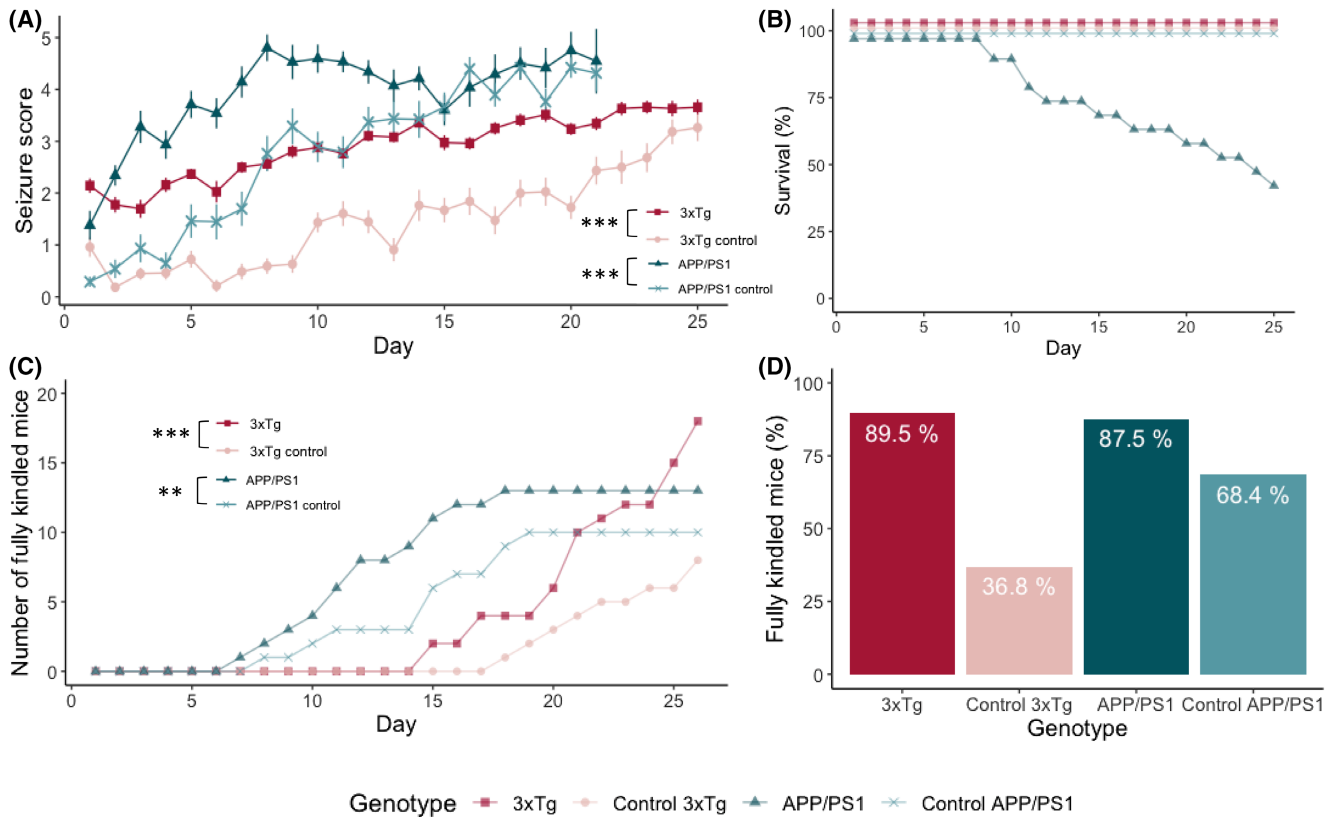 (A)
Seizure score
5
4
3
2
1
0
0 5 10 15 20 25
Day
*** 3xTg
3xTg control
*** APP/PS1
APP/PS1 control
(B)
Survival (%)
100
75
50
25
0
0 5 10 15 20 25
Day
(C)
Number of fully kindled mice
20
15
10
5
0
0 5 10 15 20 25
Day
*** 3xTg
3xTg control
** APP/PS1
APP/PS1 control
(D)
Fully kindled mice (%)
100
75
50
25
0
89.5 %
36.8 %
87.5 %
68.4 %
3xTg Control 3xTg APP/PS1 Control APP/PS1
Genotype
Genotype 3xTg Control 3xTg APP/PS1 Control APP/PS1